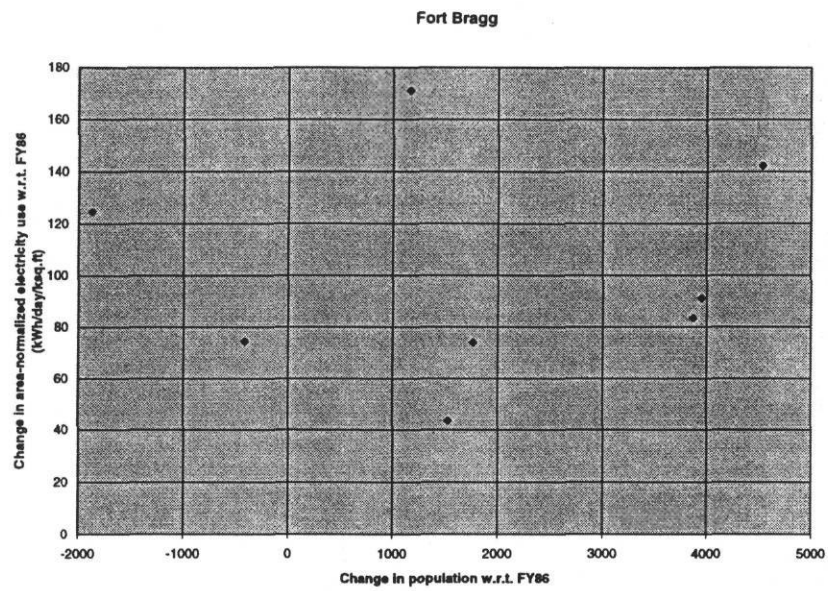 Fort Bragg
Change in area-normalized electricity use w.r.t. FY86
(kWh/day/ksq.ft)
180
160
140
120
100
80
60
40
20
0
-2000 -1000 0 1000 2000 3000 4000 5000
Change in population w.r.t. FY86